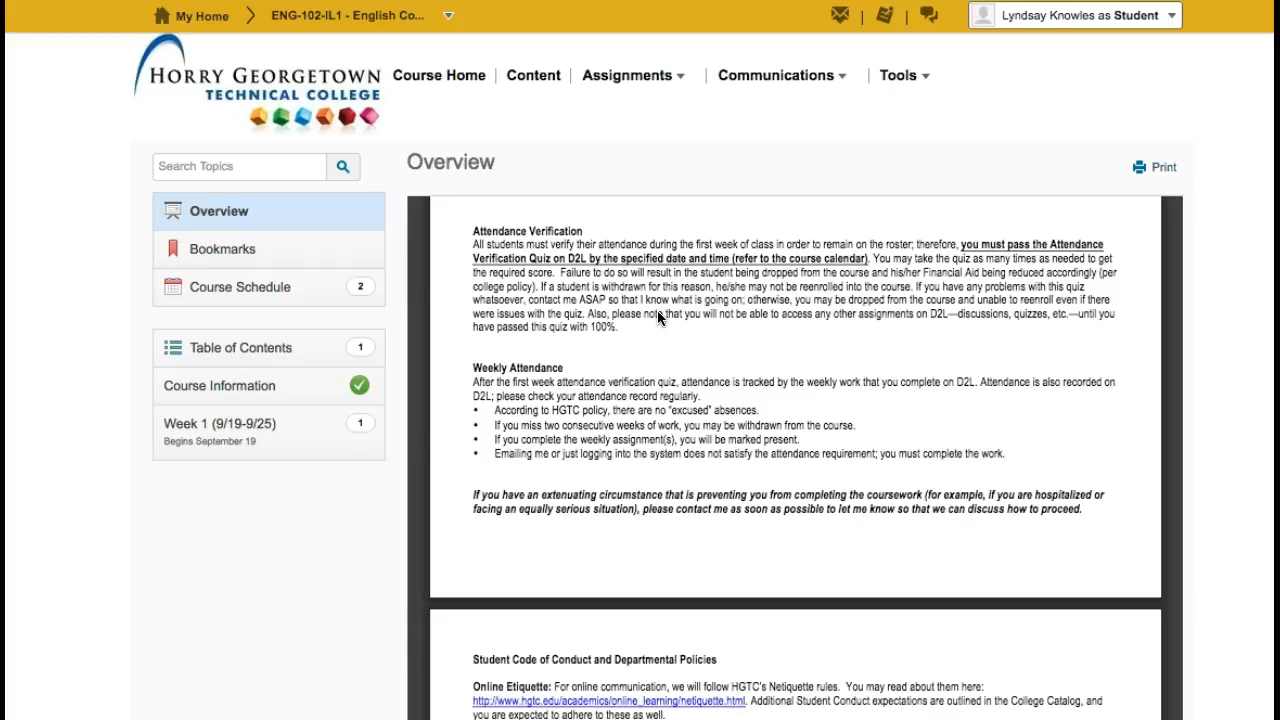 My Home
ENG-102-IL1 - English Co...
Lyndsay Knowles as Student
HORRY GEORGETOWN
TECHNICAL COLLEGE
Course Home
Content
Assignments
Communications
Tools
Search Topics
Overview
Print
Overview
Bookmarks
Course Schedule
2
Table of Contents
1
Course Information
Week 1 (9/19-9/25)
1
Begins September 19
Attendance Verification
All students must verify their attendance during the first week of class in order to remain on the roster; therefore, you must pass the Attendance
Verification Quiz on D2L by the specified date and time (refer to the course calendar). You may take the quiz as many times as needed to get
the required score. Failure to do so will result in the student being dropped from the course and his/her Financial Aid being reduced accordingly (per
college policy). If a student is withdrawn for this reason, he/she may not be reenrolled into the course. If you have any problems with this quiz
whatsoever, contact me ASAP so that I know what is going on; otherwise, you may be dropped from the course and unable to reenroll even if there
were issues with the quiz. Also, please note that you will not be able to access any other assignments on D2L—discussions, quizzes, etc.—until you
have passed this quiz with 100%.
Weekly Attendance
After the first week attendance verification quiz, attendance is tracked by the weekly work that you complete on D2L. Attendance is also recorded on
D2L; please check your attendance record regularly.
• According to HGTC policy, there are no “excused” absences.
• If you miss two consecutive weeks of work, you may be withdrawn from the course.
• If you complete the weekly assignment(s), you will be marked present.
• Emailing me or just logging into the system does not satisfy the attendance requirement; you must complete the work.
If you have an extenuating circumstance that is preventing you from completing the coursework (for example, if you are hospitalized or
facing an equally serious situation), please contact me as soon as possible to let me know so that we can discuss how to proceed.
Student Code of Conduct and Departmental Policies
Online Etiquette: For online communication, we will follow HGTC's Netiquette rules. You may read about them here:
http://www.hgtc.edu/academics/online_learning/netiquette.html. Additional Student Conduct expectations are outlined in the College Catalog, and
you are expected to adhere to these as well.